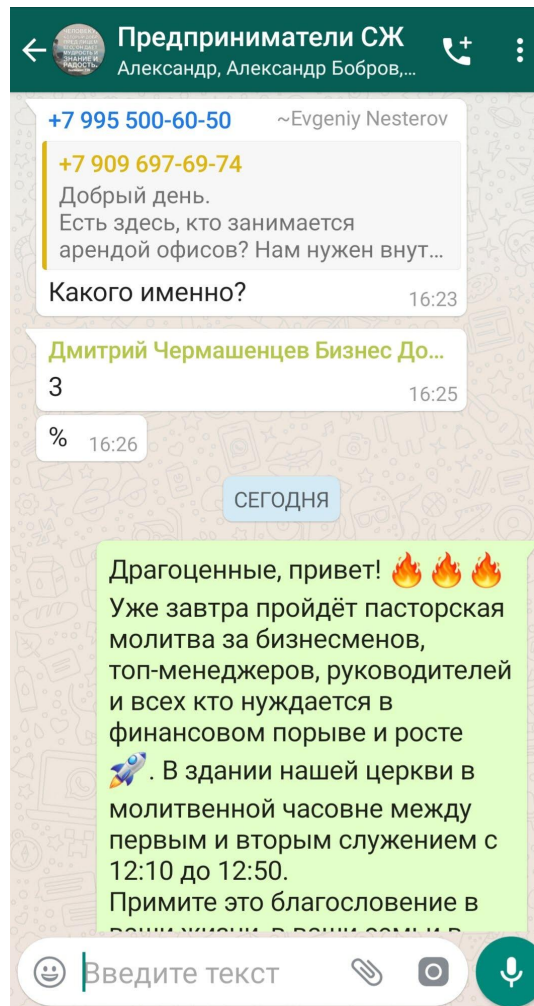 Предприниматели СЖ
Александр, Александр Бобров,...
+7 995 500-60-50 ~Evgeniy Nesterov
+7 909 697-69-74
Добрый день.
Есть здесь, кто занимается
арендой офисов? Нам нужен внут...
Какого именно?
16:23
Дмитрий Чермашенцев Бизнес До...
3
16:25
% 16:26
СЕГОДНЯ
Драгоценные, привет! 🔥🔥🔥
Уже завтра пройдёт пасторская
молитва за бизнесменов,
топ-менеджеров, руководителей
и всех кто нуждается в
финансовом порыве и росте
🚀. В здании нашей церкви в
молитвенной часовне между
первым и вторым служением с
12:10 до 12:50.
Примите это благословение в
ваши жизни, в ваши семьи в
Введите текст